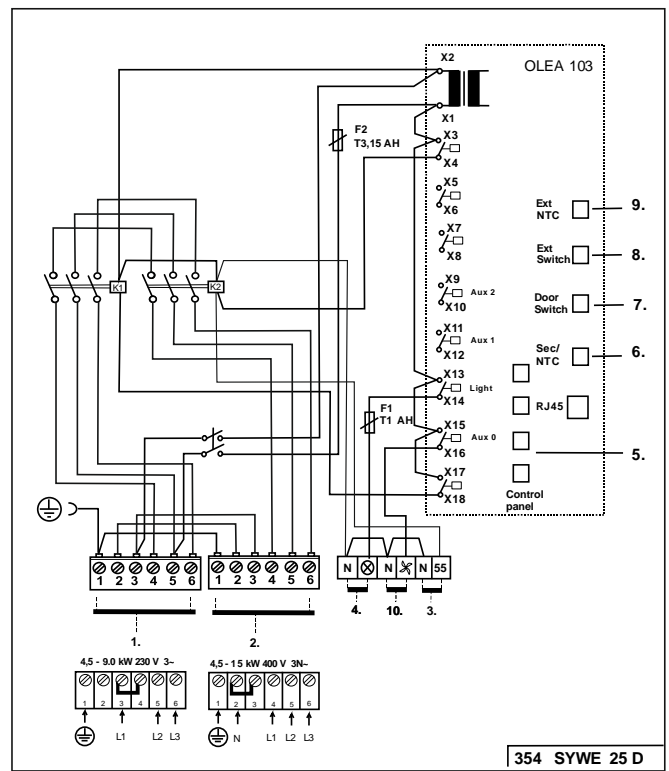 X2
OLEA 103
X1
F2
T3,15 AH
X3
X4
X5
X6
X7
X8
X9
Aux 2
X10
X11
Aux 1
X12
X13
Light
X14
X15
Aux 0
X16
X17
X18
Ext
NTC
9.
Ext
Switch
8.
Door
Switch
7.
Sec/
NTC
6.
RJ45
5.
Control
panel
K1
K2
F1
T1 AH
1 2 3 4 5 6
1 2 3 4 5 6
N N N 55
1.
2.
4. 10. 3.
4,5 - 9.0 kW 230 V 3~
1 2 3 4 5 6
L1 L2 L3
4,5 - 15 kW 400 V 3N~
1 2 3 4 5 6
N L1 L2 L3
354 SYWE 25 D